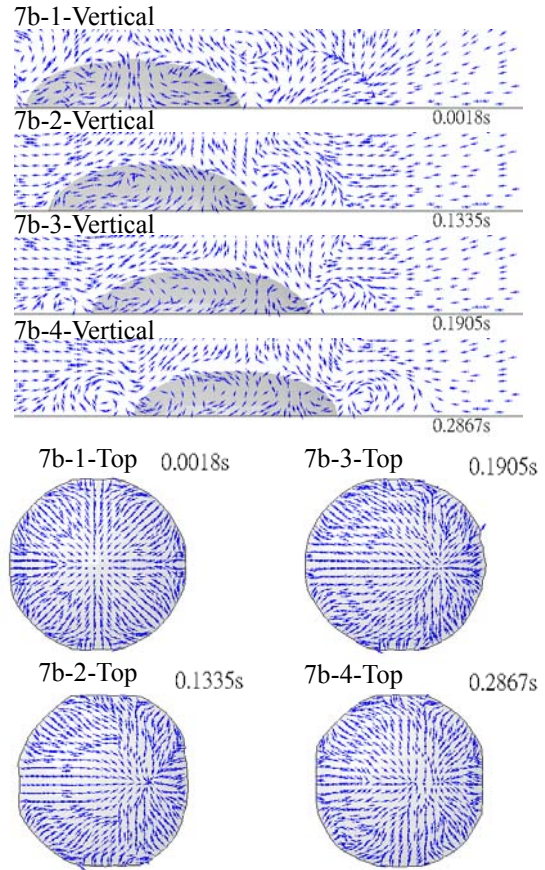 7b-1-Vertical
0.0018s
7b-2-Vertical
0.1335s
7b-3-Vertical
0.1905s
7b-4-Vertical
0.2867s
7b-1-Top 0.0018s
7b-3-Top 0.1905s
7b-2-Top 0.1335s
7b-4-Top 0.2867s